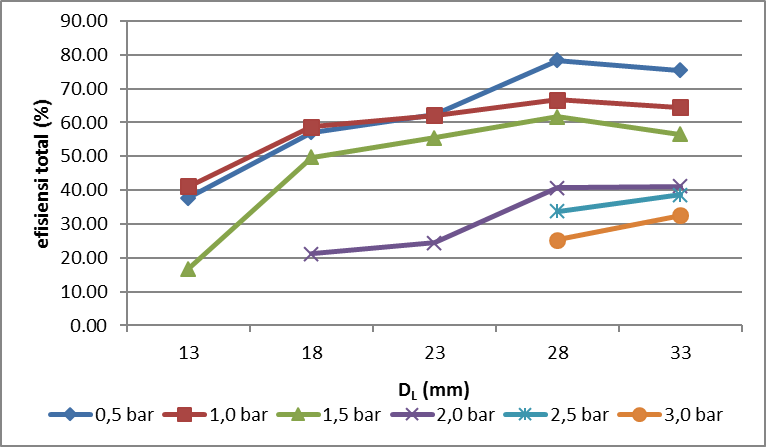 90.00
80.00
70.00
60.00
50.00
40.00
30.00
20.00
10.00
0.00
efisiensi total (%)
13 18 23 28 33
D_L (mm)
0,5 bar 1,0 bar 1,5 bar 2,0 bar 2,5 bar 3,0 bar